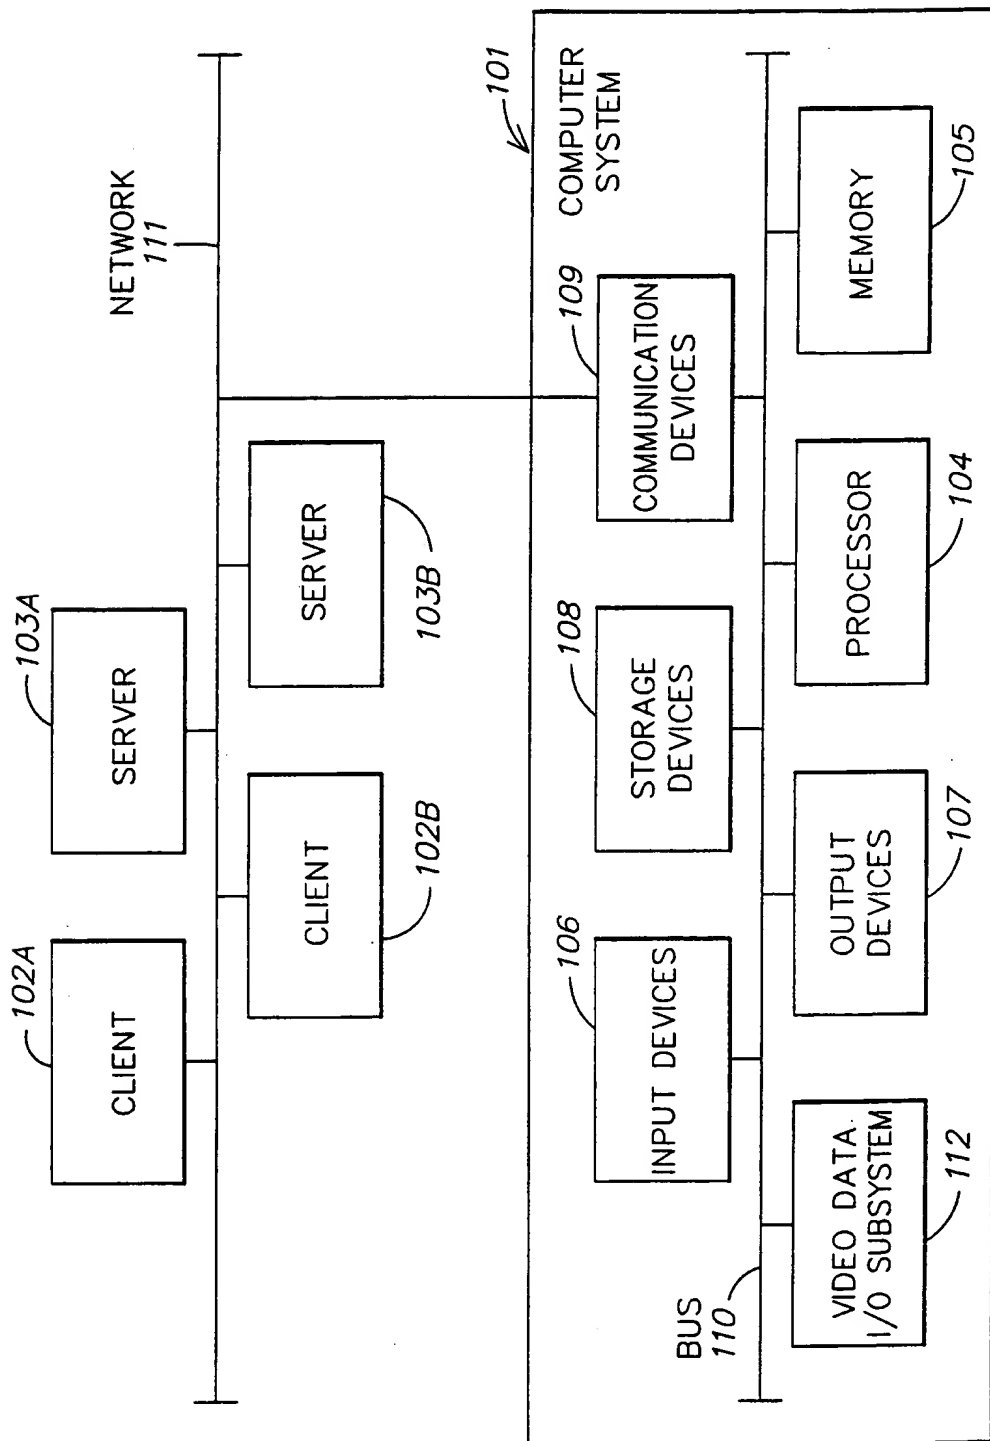 NETWORK
111
102A
CLIENT
103A
SERVER
CLIENT
102B
SERVER
103B
101
COMPUTER
SYSTEM
106
INPUT DEVICES
108
STORAGE
DEVICES
109
COMMUNICATION
DEVICES
BUS
110
VIDEO DATA
I/O SUBSYSTEM
112
OUTPUT
DEVICES
107
PROCESSOR
104
MEMORY
105